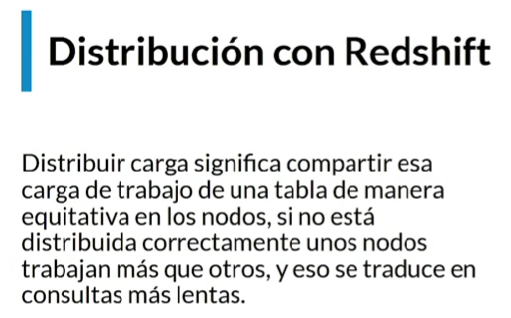 Distribución con Redshift
Distribuir carga significa compartir esa
carga de trabajo de una tabla de manera
equitativa en los nodos, si no está
distribuida correctamente unos nodos
trabajan más que otros, y eso se traduce en
consultas más lentas.